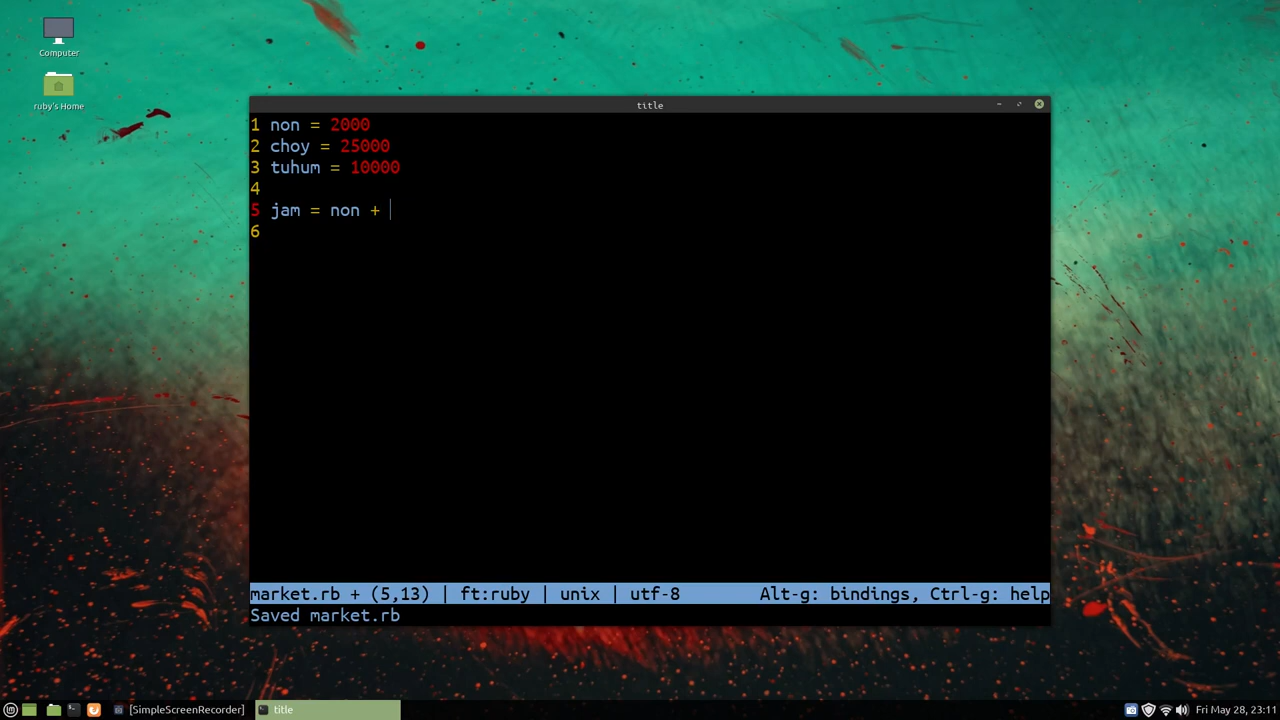 Computer
ruby's Home
title
1 non = 2000
2 choy = 25000
3 tuhum = 10000
4
5 jam = non +
6
market.rb + (5,13) | ft:ruby | unix | utf-8 Alt-g: bindings, Ctrl-g: help
Saved market.rb
[SimpleScreenRecorder] title Fri May 28, 23:11